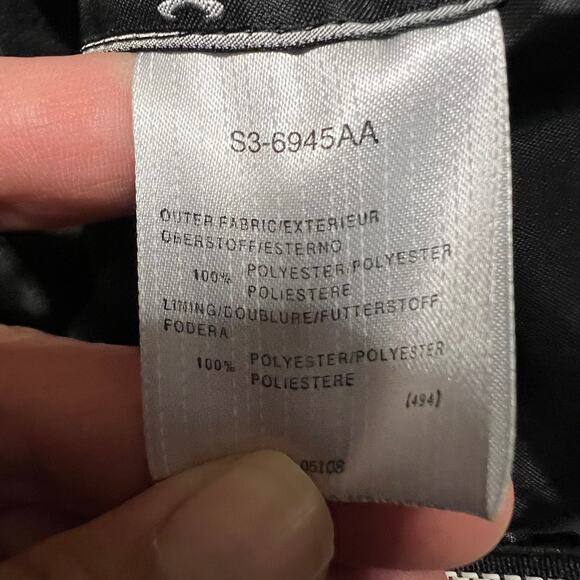 S3-6945AA
OUTER FABRIC/EXTERIEUR
OBERSTOFF/ESTERNO
100% POLYESTER/POLYESTER
POLIESTERE
LINING/DOUBLURE/FUTTERSTOFF
FODERA
100% POLYESTER/POLYESTER
POLIESTERE
(494)
05108